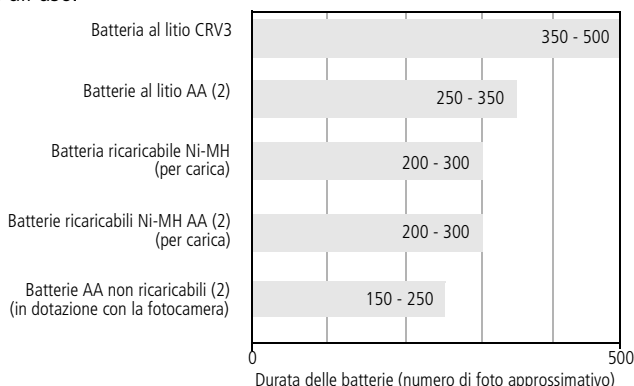 all'uso.
Batteria al litio CRV3
350 - 500
Batterie al litio AA (2)
250 - 350
Batteria ricaricabile Ni-MH
(per carica)
200 - 300
Batterie ricaricabili Ni-MH AA (2)
(per carica)
200 - 300
Batterie AA non ricaricabili (2)
(in dotazione con la fotocamera)
150 - 250
0
500
Durata delle batterie (numero di foto approssimativo)